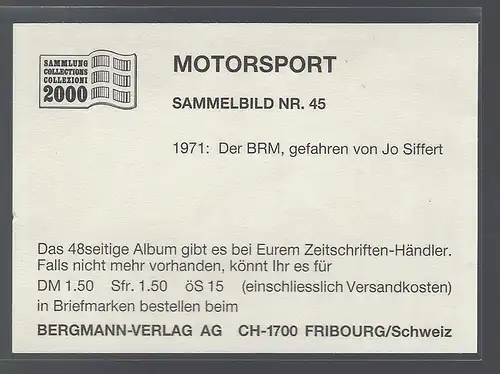 SAMMLUNG
COLLECTIONS
COLLEZIONI
2000
MOTORSPORT
SAMMELBILD NR. 45
1971: Der BRM, gefahren von Jo Siffert
Das 48seitige Album gibt es bei Eurem Zeitschriften-Händler.
Falls nicht mehr vorhanden, könnt Ihr es für
DM 1.50 Sfr. 1.50 öS 15 (einschliesslich Versandkosten)
in Briefmarken bestellen beim
BERGMANN-VERLAG AG CH-1700 FRIBOURG/Schweiz